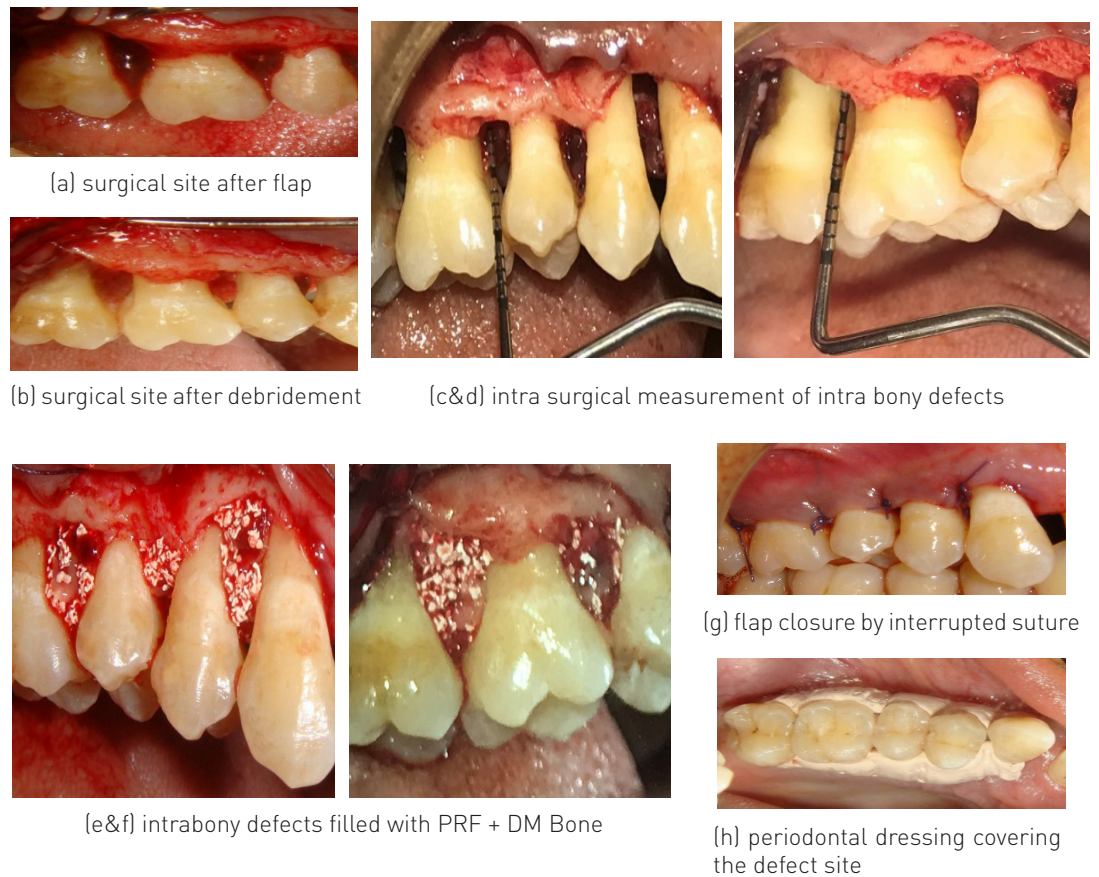 (a) surgical site after flap
(b) surgical site after debridement
(c&d) intra surgical measurement of intra bony defects
(e&f) intrabony defects filled with PRF + DM Bone
(g) flap closure by interrupted suture
(h) periodontal dressing covering
the defect site